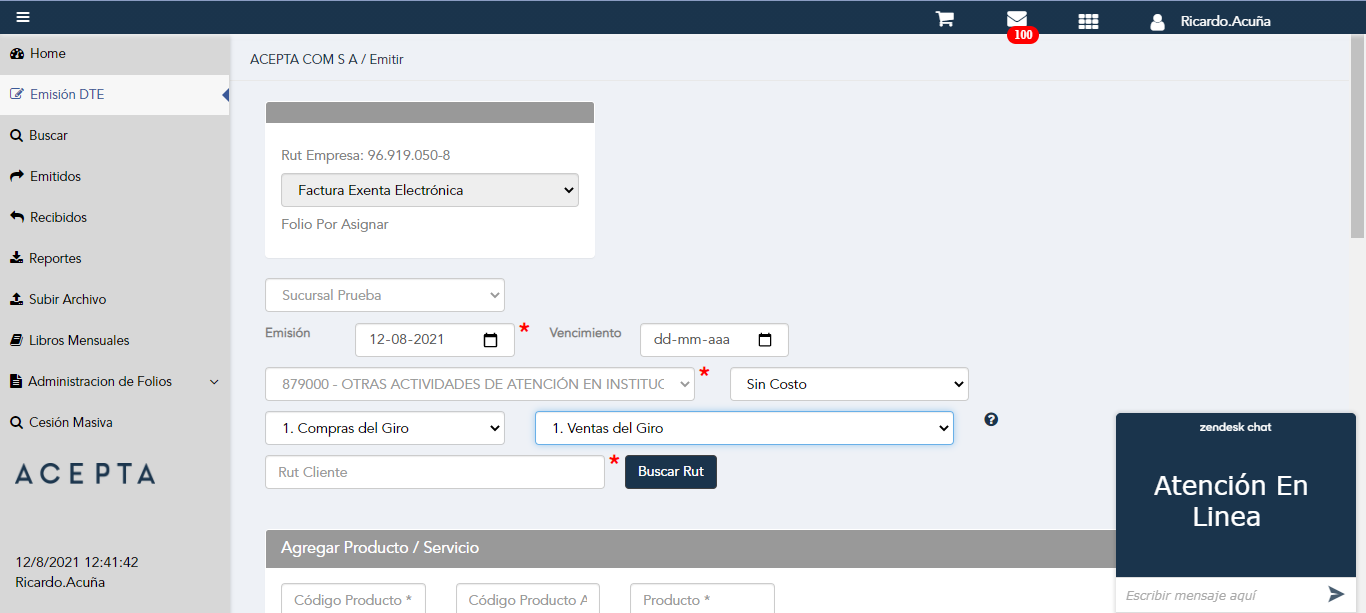 Ricardo.Acuña
100
Home
Emisión DTE
Buscar
Emitidos
Recibidos
Reportes
Subir Archivo
Libros Mensuales
Administracion de Folios
Cesión Masiva
ACEPTA
12/8/2021 12:41:42
Ricardo.Acuña
ACEPTA COM S A / Emitir
Rut Empresa: 96.919.050-8
Factura Exenta Electrónica
Folio Por Asignar
Sucursal Prueba
Emisión 12-08-2021 * Vencimiento dd-mm-aaa
879000 - OTRAS ACTIVIDADES DE ATENCIÓN EN INSTITUC * Sin Costo
1. Compras del Giro 1. Ventas del Giro ?
Rut Cliente * Buscar Rut
Agregar Producto / Servicio
Código Producto * Código Producto A Producto *
zendesk chat
Atención En
Linea
Escribir mensaje aquí